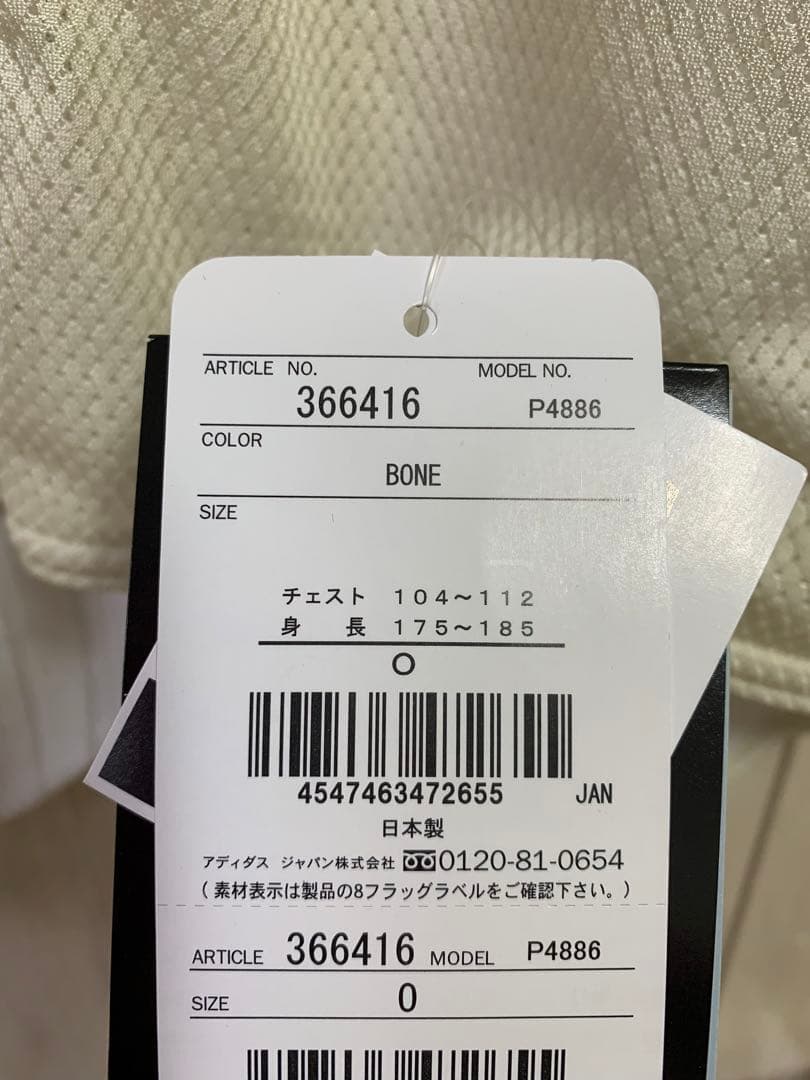 ARTICLE NO. MODEL NO.
366416 P4886
COLOR
BONE
SIZE
チェスト 104～112
身 長 175～185
O
4547463472655 JAN
日本製
アディダス ジャパン株式会社 0120-81-0654
(素材表示は製品の8フラッグラベルをご確認下さい。)
ARTICLE 366416 MODEL P4886
SIZE O